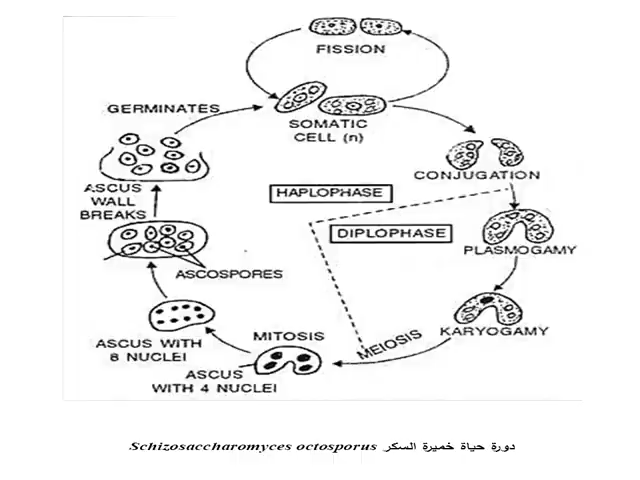 FISSION
GERMINATES
SOMATIC
CELL (n)
CONJUGATION
ASCUS
WALL
BREAKS
HAPLOPHASE
DIPLOPHASE
PLASMOGAMY
ASCOSPORES
KARYOGAMY
MEIOSIS
MITOSIS
ASCUS WITH
8 NUCLEI
ASCUS
WITH 4 NUCLEI
دورة حياة خميرة السكر Schizosaccharomyces octosporus